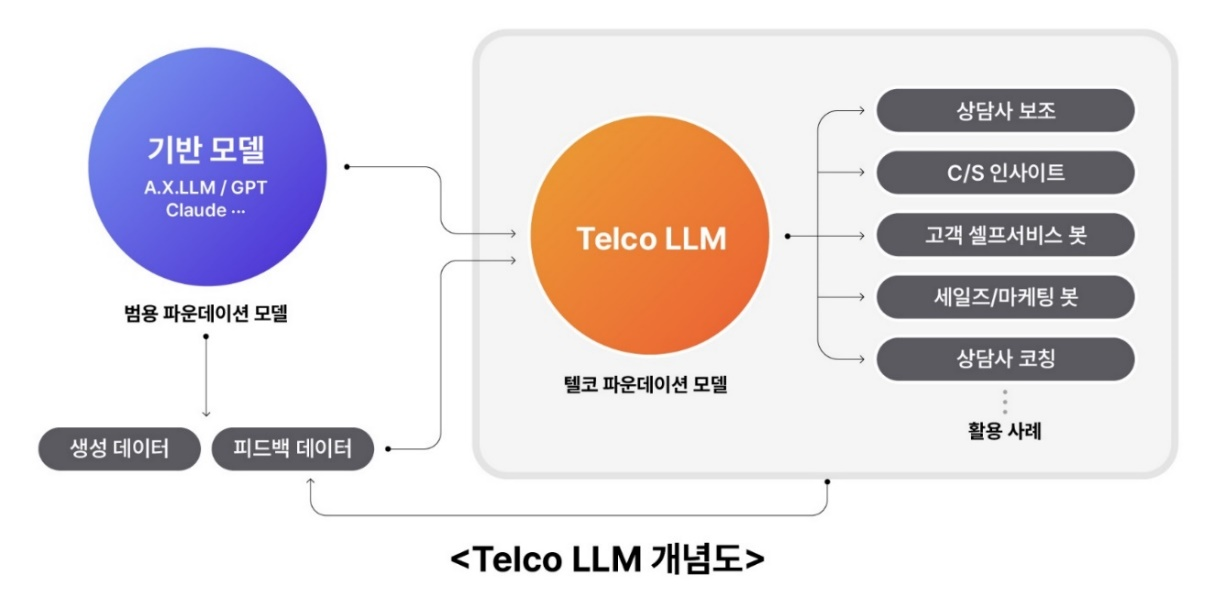 기반 모델
A.X.LLM / GPT
Claude ···
범용 파운데이션 모델
생성 데이터
피드백 데이터
Telco LLM
텔코 파운데이션 모델
상담사 보조
C/S 인사이트
고객 셀프서비스 봇
세일즈/마케팅 봇
상담사 코칭
활용 사례
<Telco LLM 개념도>